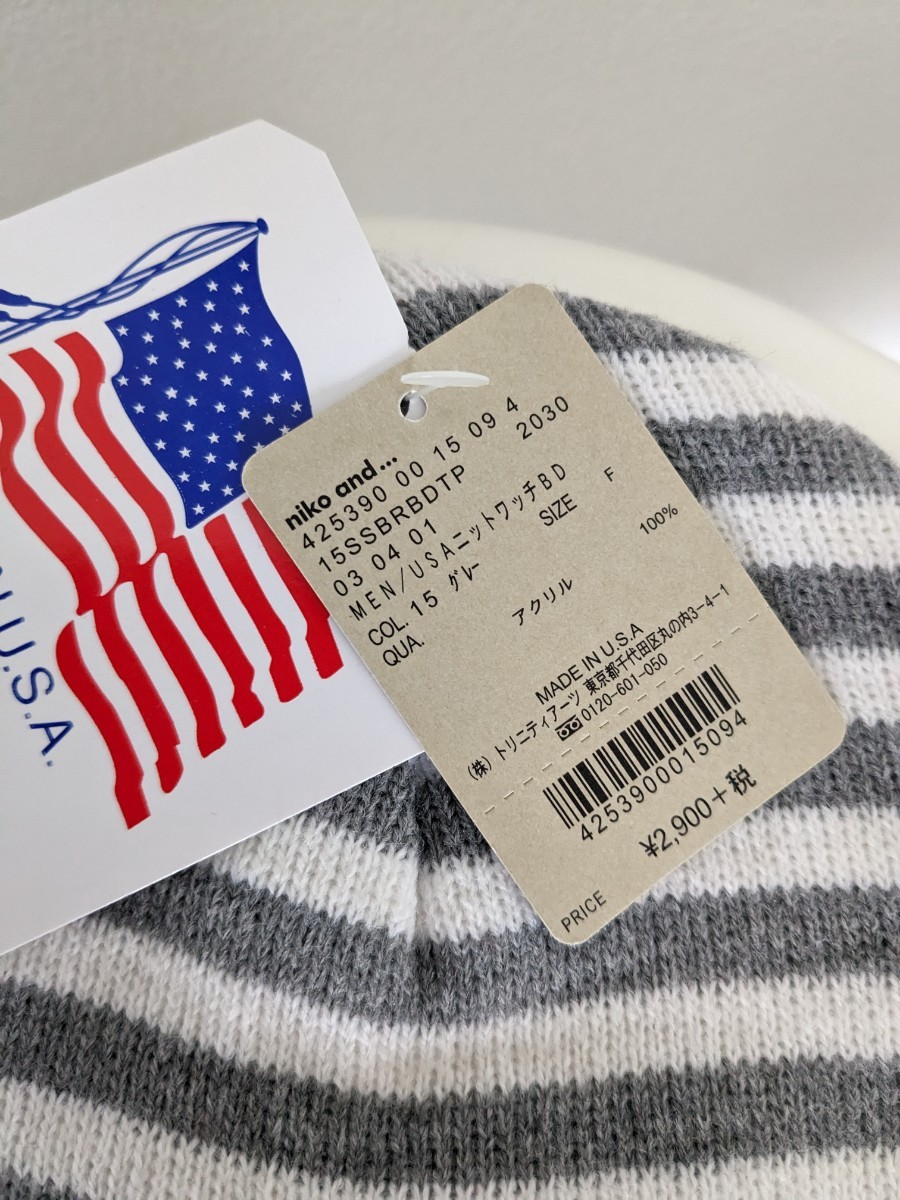 U.S.A.
niko and...
425390 00 15 09 4
15SSBRBDTP 2030
03 04 01
MEN/USAニットワッチBD
COL. 15 グレー SIZE F
QUA. アクリル 100%
MADE IN U.S.A
(株)トリニティアーツ 東京都千代田区丸の内3-4-1
0120-601-050
4253900015094
¥2,900+税
PRICE